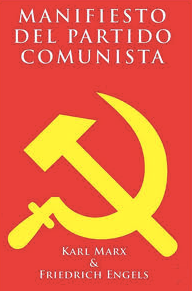 MANIFIESTO
DEL PARTIDO
COMUNISTA
KARL MARX
&
FRIEDRICH ENGELS